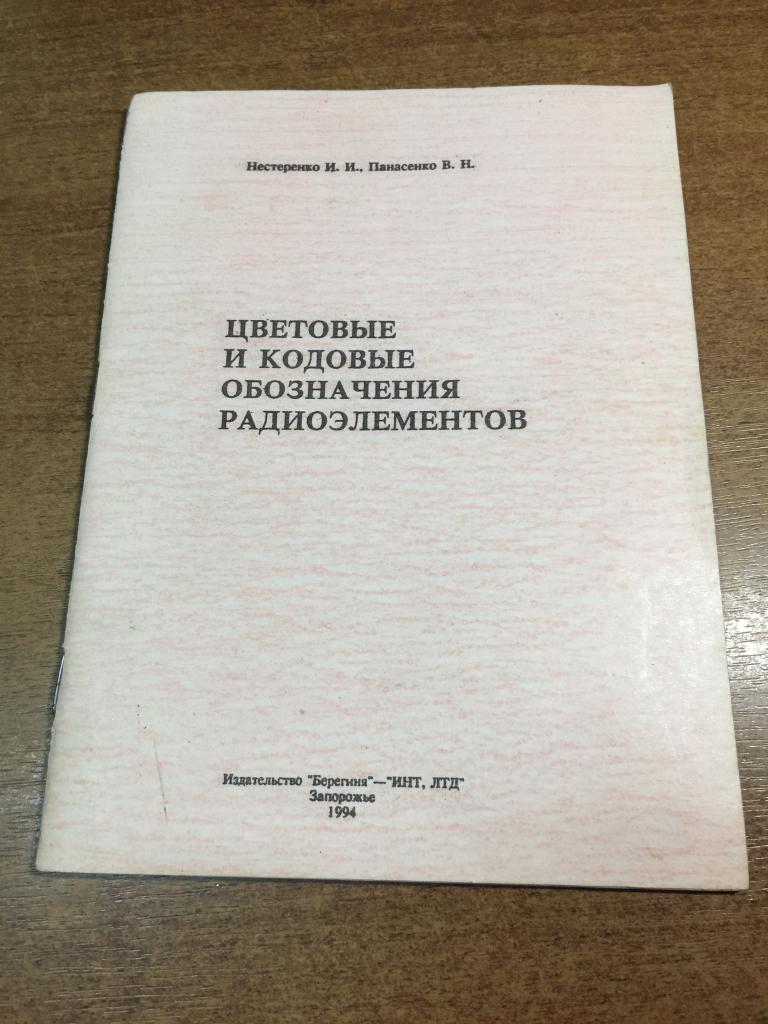 Нестеренко И. И., Панасенко В. Н.
ЦВЕТОВЫЕ
И КОДОВЫЕ
ОБОЗНАЧЕНИЯ
РАДИОЭЛЕМЕНТОВ
Издательство "Берегиня"—"ИНТ, ЛТД"
Запорожье
1994